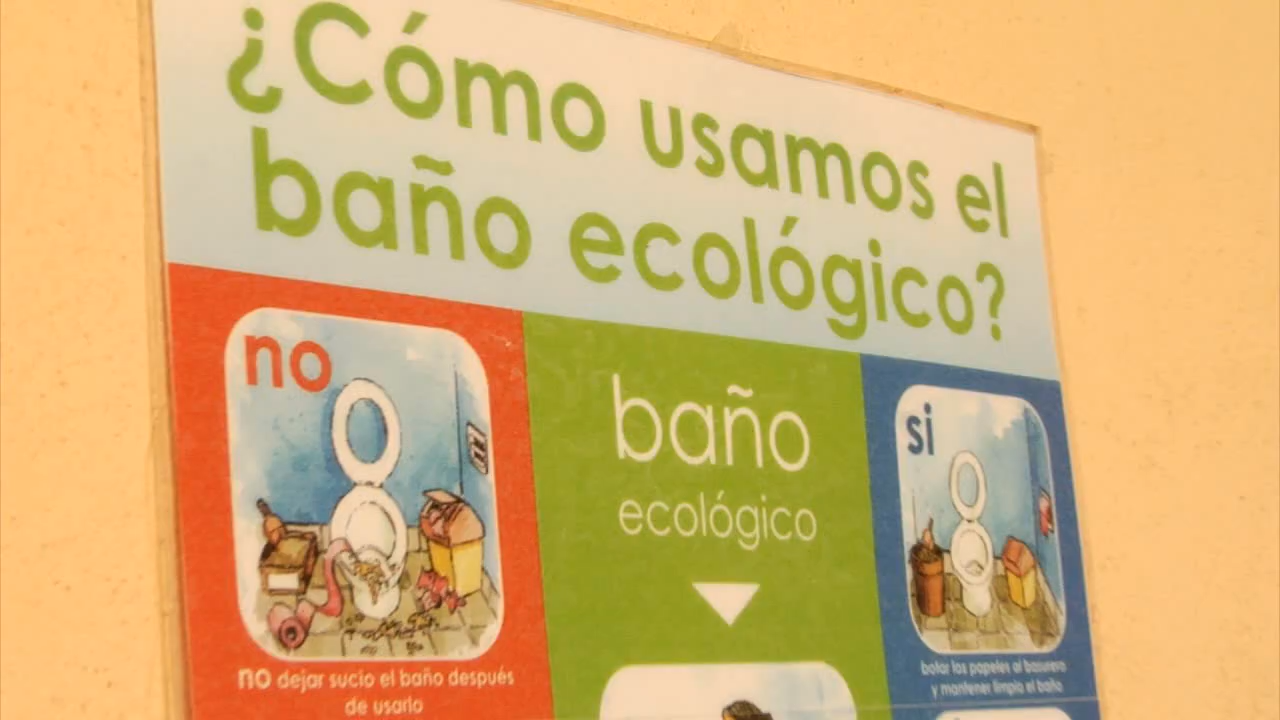 ¿Cómo usamos el
baño ecológico?
no
no dejar sucio el baño después
de usarlo
baño
ecológico
si
botar los papeles al basurero
y mantener limpio el baño